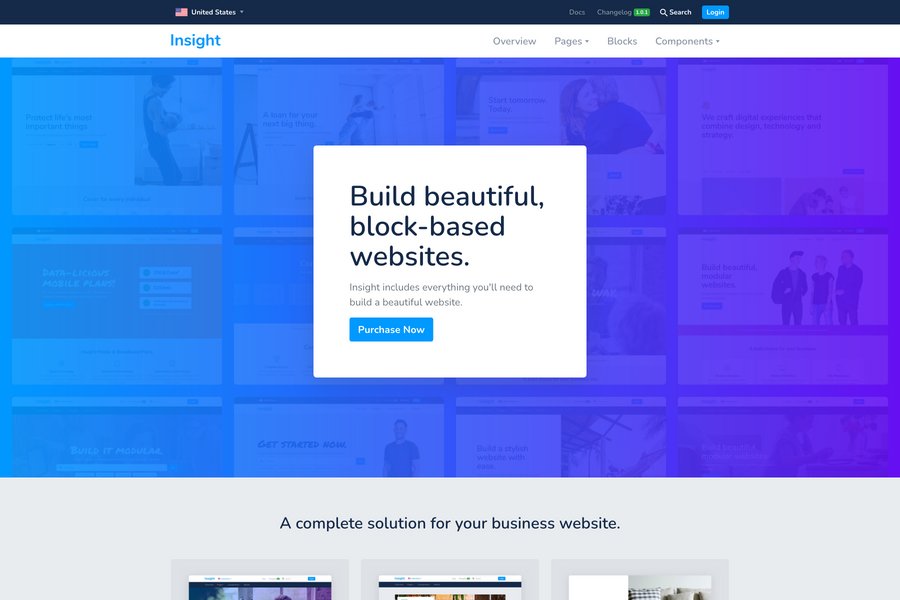 United States
Docs
Changelog 1.0.1
Search
Login
Insight
Overview
Pages
Blocks
Components
Protect life's most
important things
A loan for your
next big thing.
Start tomorrow.
Today.
We craft digital experiences that
combine design, technology and
strategy.
Cover for every individual
Build beautiful,
block-based
websites.
Insight includes everything you'll need to
build a beautiful website.
Purchase Now
DATA-LICIOUS
MOBILE PLANS!
Build beautiful,
modular
websites.
BUILD IT MODULAR
GET STARTED NOW.
Build a stylish
website with
ease.
Build beautiful,
modular websites.
A complete solution for your business website.